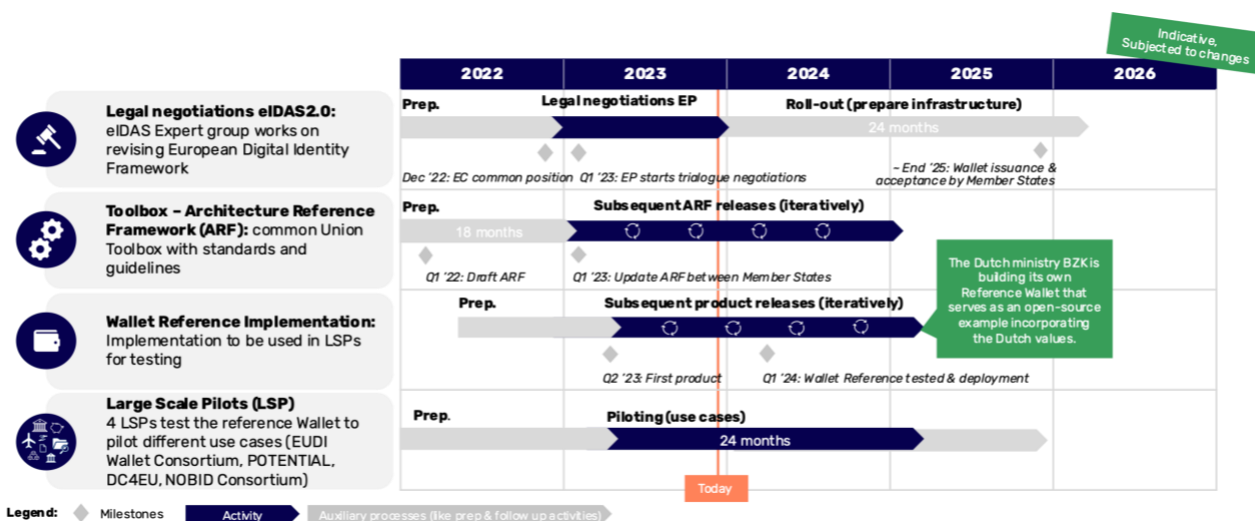 Indicative,
Subjected to changes
2022 2023 2024 2025 2026
Legal negotiations eIDAS2.0:
eIDAS Expert group works on
revising European Digital Identity
Framework
Prep.
Legal negotiations EP
Roll-out (prepare infrastructure)
24 months
Dec '22: EC common position
Q1 '23: EP starts trialogue negotiations
~ End '25: Wallet issuance &
acceptance by Member States
Toolbox – Architecture Reference
Framework (ARF): common Union
Toolbox with standards and
guidelines
Prep.
Subsequent ARF releases (iteratively)
18 months
Q1 '22: Draft ARF
Q1 '23: Update ARF between Member States
The Dutch ministry BZK is
building its own
Reference Wallet that
serves as an open-source
example incorporating
the Dutch values.
Wallet Reference Implementation:
Implementation to be used in LSPs
for testing
Prep.
Subsequent product releases (iteratively)
Q2 '23: First product
Q1 '24: Wallet Reference tested & deployment
Large Scale Pilots (LSP)
4 LSPs test the reference Wallet to
pilot different use cases (EUDI
Wallet Consortium, POTENTIAL,
DC4EU, NOBID Consortium)
Prep.
Piloting (use cases)
24 months
Today
Legend: Milestones Activity Auxiliary processes (like prep & follow up activities)